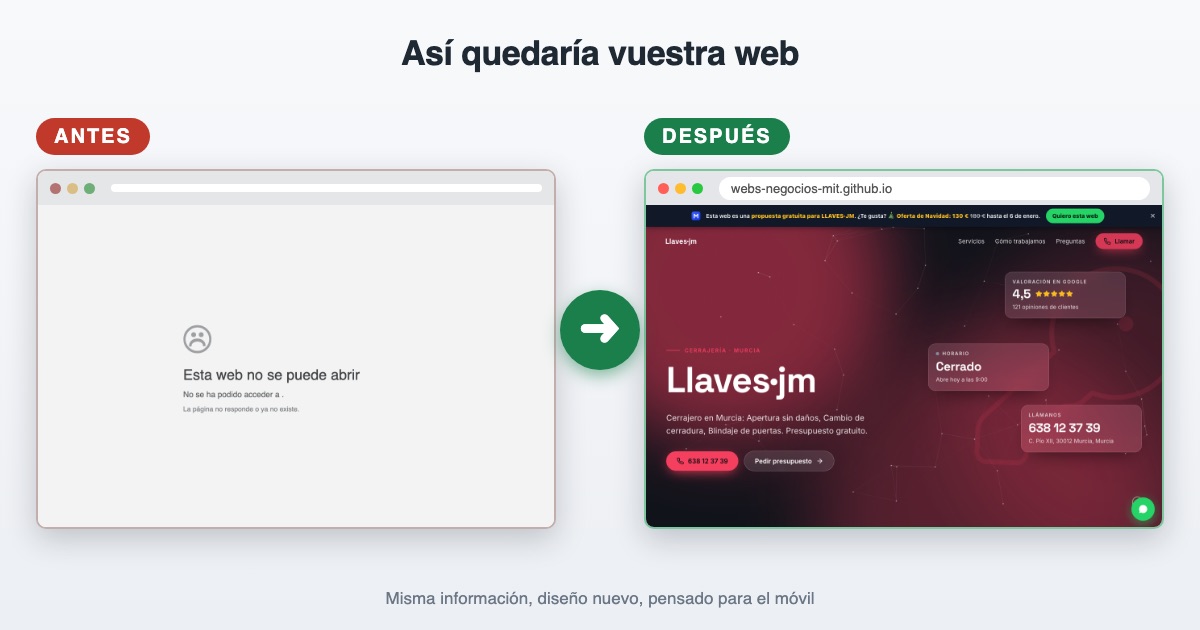 Así quedaría vuestra web
ANTES
DESPUÉS
Esta web no se puede abrir
No se ha podido acceder a .
La página no responde o ya no existe.
webs-negocios-mit.github.io
M Esta web es una propuesta gratuita para LLAVES-JM. ¿Te gusta? 🎄 Oferta de Navidad: 139 € 180 € hasta el 6 de enero. Quiero esta web ×
Llaves•jm Servicios Cómo trabajamos Preguntas Llamar
VALORACIÓN EN GOOGLE
4,5 ★★★★★
121 opiniones de clientes
HORARIO
Cerrado
Abre hoy a las 9:00
CERRAJERÍA · MURCIA
Llaves•jm
Cerrajero en Murcia: Apertura sin daños, Cambio de
cerradura, Blindaje de puertas. Presupuesto gratuito.
638 12 37 39 Pedir presupuesto →
LLÁMANOS
638 12 37 39
C. Pio XII, 30012 Murcia, Murcia
Misma información, diseño nuevo, pensado para el móvil